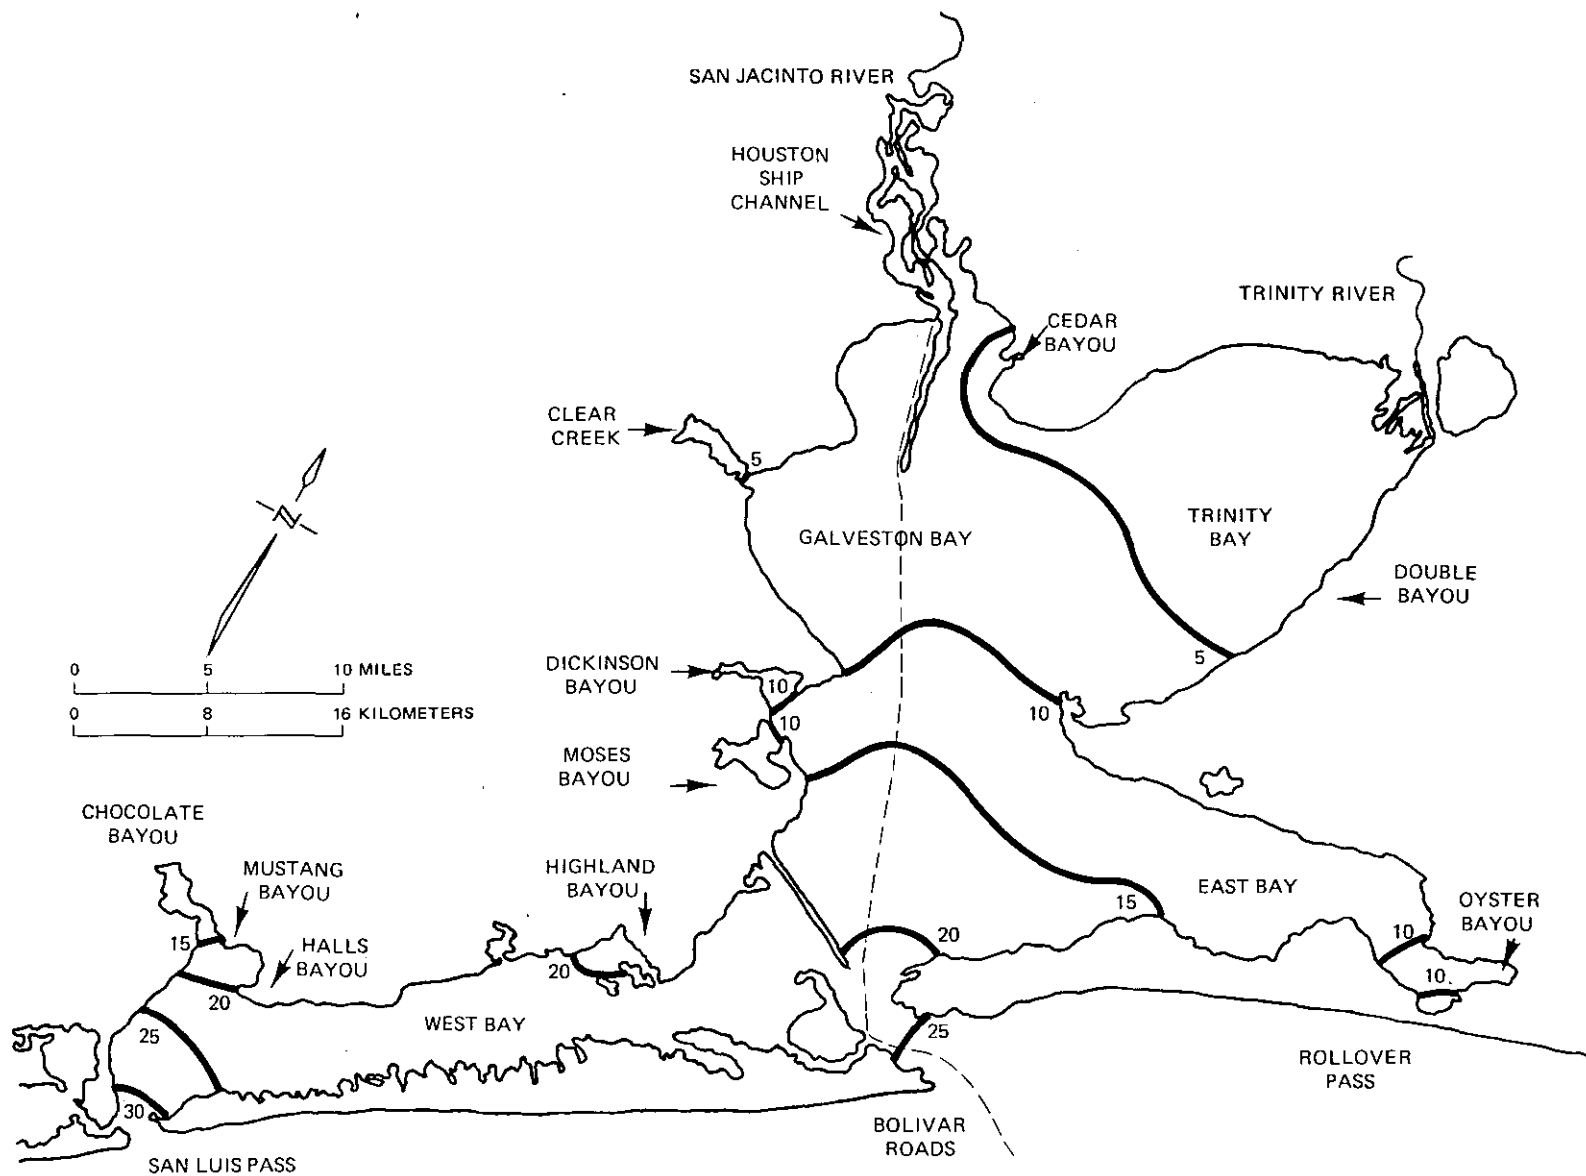 SAN JACINTO RIVER
HOUSTON
SHIP
CHANNEL
TRINITY RIVER
CEDAR
BAYOU
CLEAR
CREEK
5
N
GALVESTON BAY
TRINITY
BAY
DOUBLE
BAYOU
0 5 10 MILES
0 8 16 KILOMETERS
DICKINSON
BAYOU
10
10
5
10
MOSES
BAYOU
CHOCOLATE
BAYOU
MUSTANG
BAYOU
HIGHLAND
BAYOU
EAST BAY
15
OYSTER
BAYOU
15
HALLS
BAYOU
20
20
10
10
20
25
WEST BAY
25
ROLLOVER
PASS
30
BOLIVAR
ROADS
SAN LUIS PASS